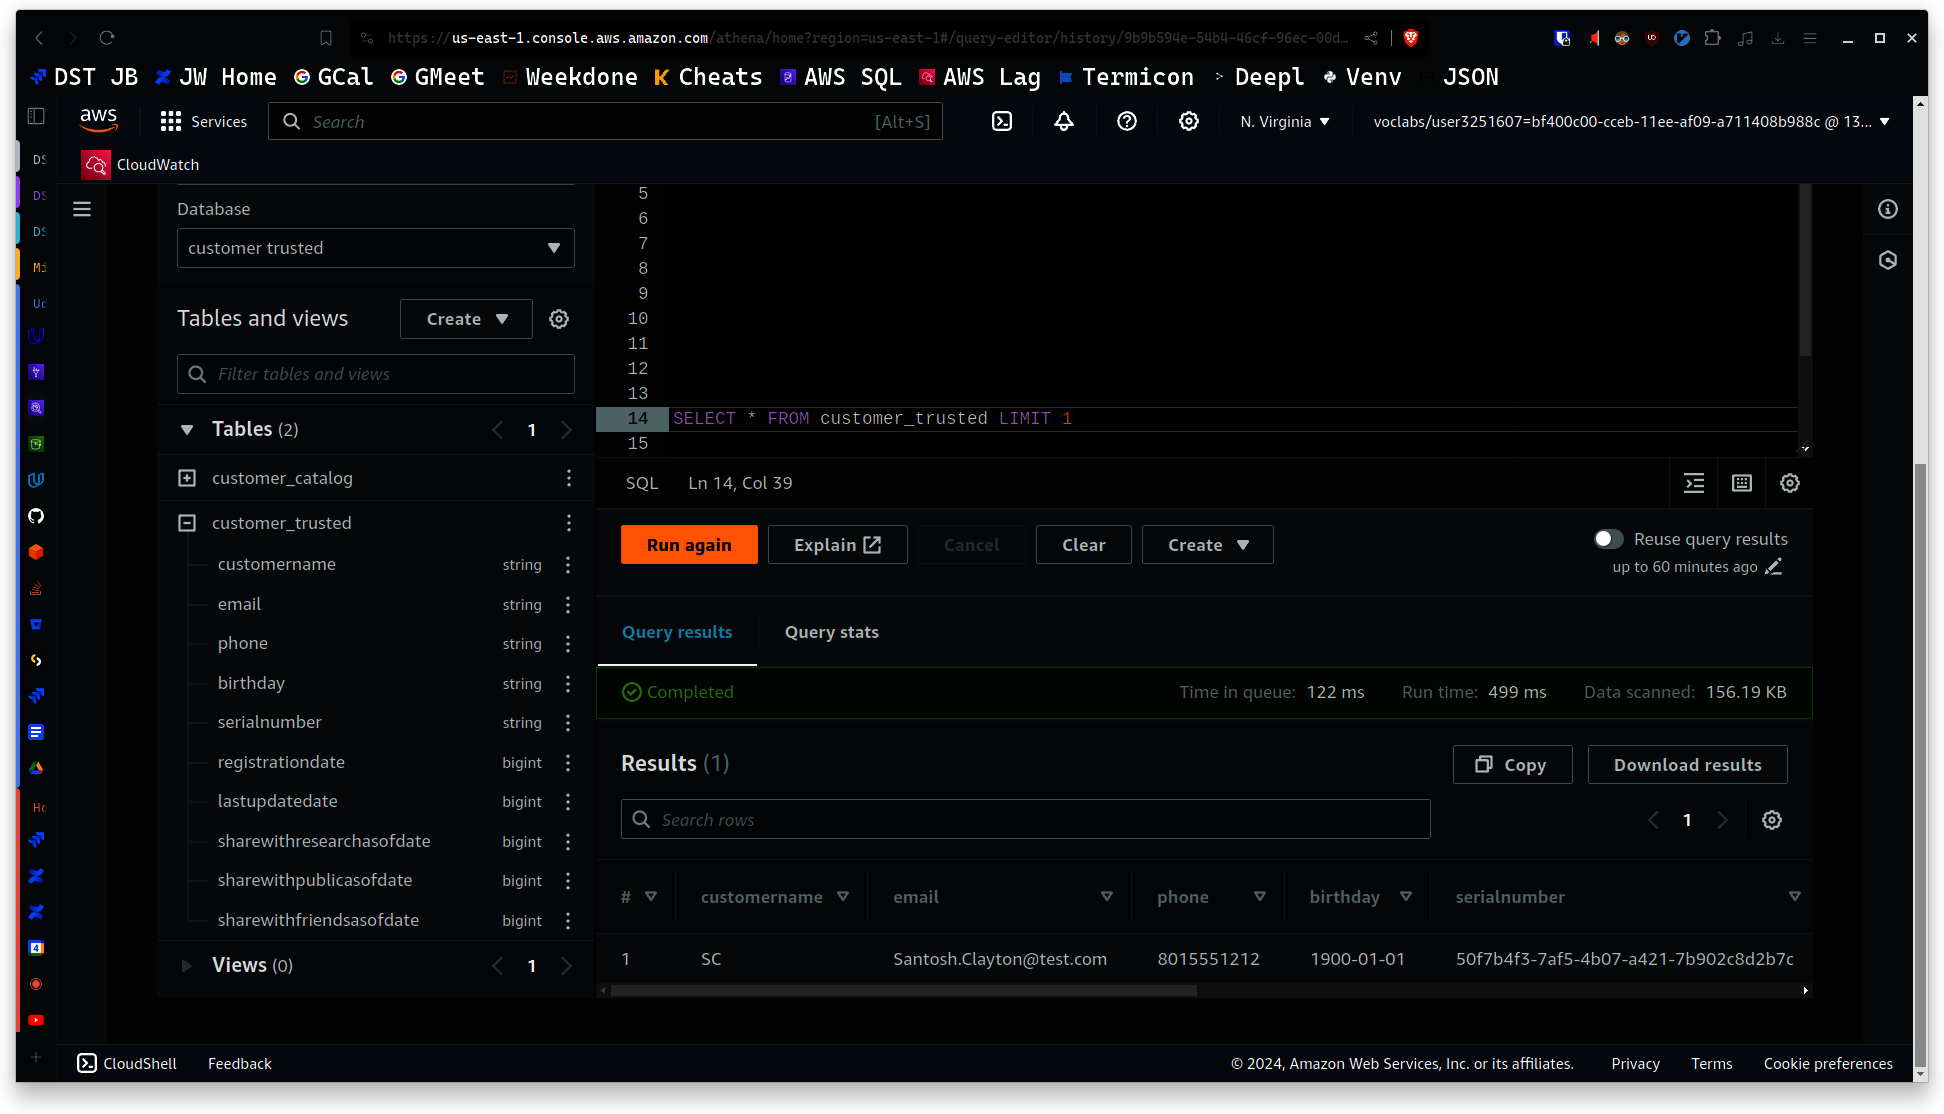 https://us-east-1.console.aws.amazon.com/athena/home?region=us-east-1#/query-editor/history/9b9b594e-54b4-46cf-96ec-00d...
DST JB JW Home GCal GMeet Weekdone Cheats AWS SQL AWS Lag Termicon Deepl Venv JSON
aws Services Search [Alt+S] N. Virginia voclabs/user3251607=bf400c00-cceb-11ee-af09-a711408b988c @ 13...
CloudWatch
DS
DS
DS
Mi
Ud
Ho
Database
customer trusted
Tables and views
Create
Filter tables and views
Tables (2) 1
customer_catalog
customer_trusted
customername string
email string
phone string
birthday string
serialnumber string
registrationdate bigint
lastupdatedate bigint
sharewithresearchasofdate bigint
sharewithpublicasofdate bigint
sharewithfriendsasofdate bigint
Views (0) 1
5
6
7
8
9
10
11
12
13
14 SELECT * FROM customer_trusted LIMIT 1
15
SQL Ln 14, Col 39
Run again Explain Cancel Clear Create
Reuse query results
up to 60 minutes ago
Query results Query stats
Completed Time in queue: 122 ms Run time: 499 ms Data scanned: 156.19 KB
Results (1) Copy Download results
Search rows 1
# customername email phone birthday serialnumber
1 SC Santosh.Clayton@test.com 8015551212 1900-01-01 50f7b4f3-7af5-4b07-a421-7b902c8d2b7c
CloudShell Feedback © 2024, Amazon Web Services, Inc. or its affiliates. Privacy Terms Cookie preferences